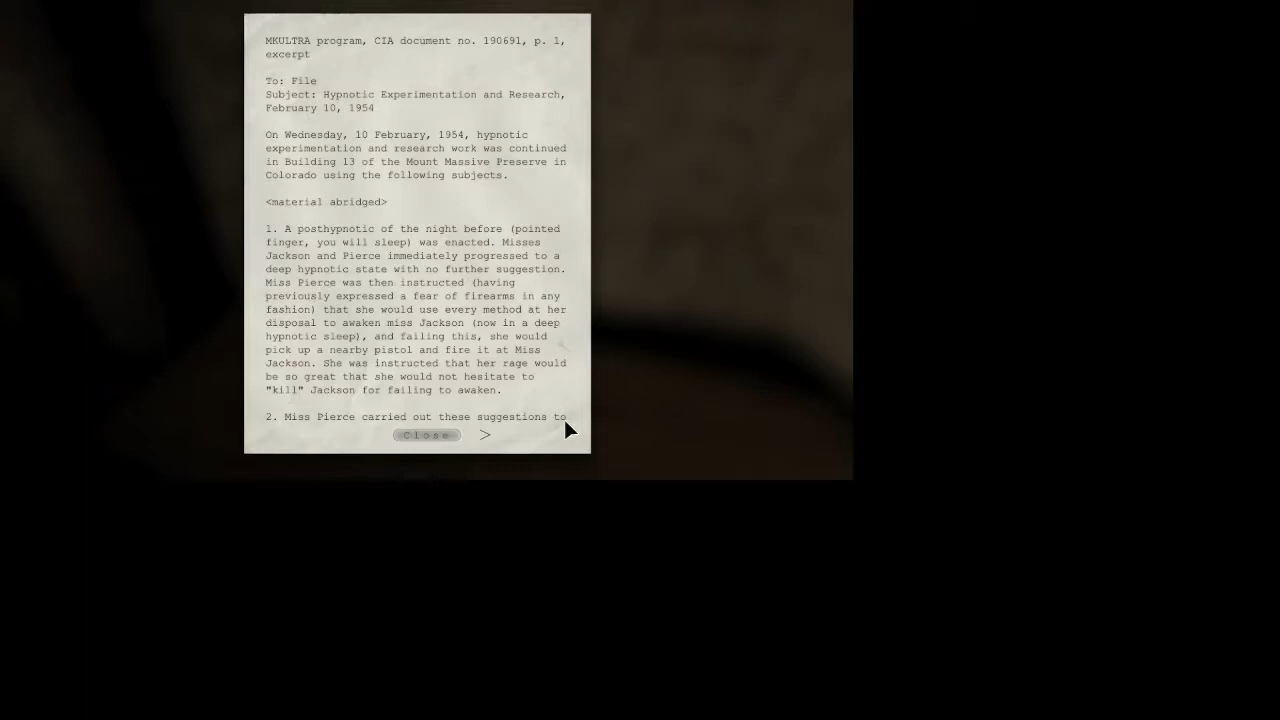 MKULTRA program, CIA document no. 190691, p. 1,
excerpt
To: File
Subject: Hypnotic Experimentation and Research,
February 10, 1954
On Wednesday, 10 February, 1954, hypnotic
experimentation and research work was continued
in Building 13 of the Mount Massive Preserve in
Colorado using the following subjects.
<material abridged>
1. A posthypnotic of the night before (pointed
finger, you will sleep) was enacted. Misses
Jackson and Pierce immediately progressed to a
deep hypnotic state with no further suggestion.
Miss Pierce was then instructed (having
previously expressed a fear of firearms in any
fashion) that she would use every method at her
disposal to awaken miss Jackson (now in a deep
hypnotic sleep), and failing this, she would
pick up a nearby pistol and fire it at Miss
Jackson. She was instructed that her rage would
be so great that she would not hesitate to
"kill" Jackson for failing to awaken.
2. Miss Pierce carried out these suggestions to
Close >